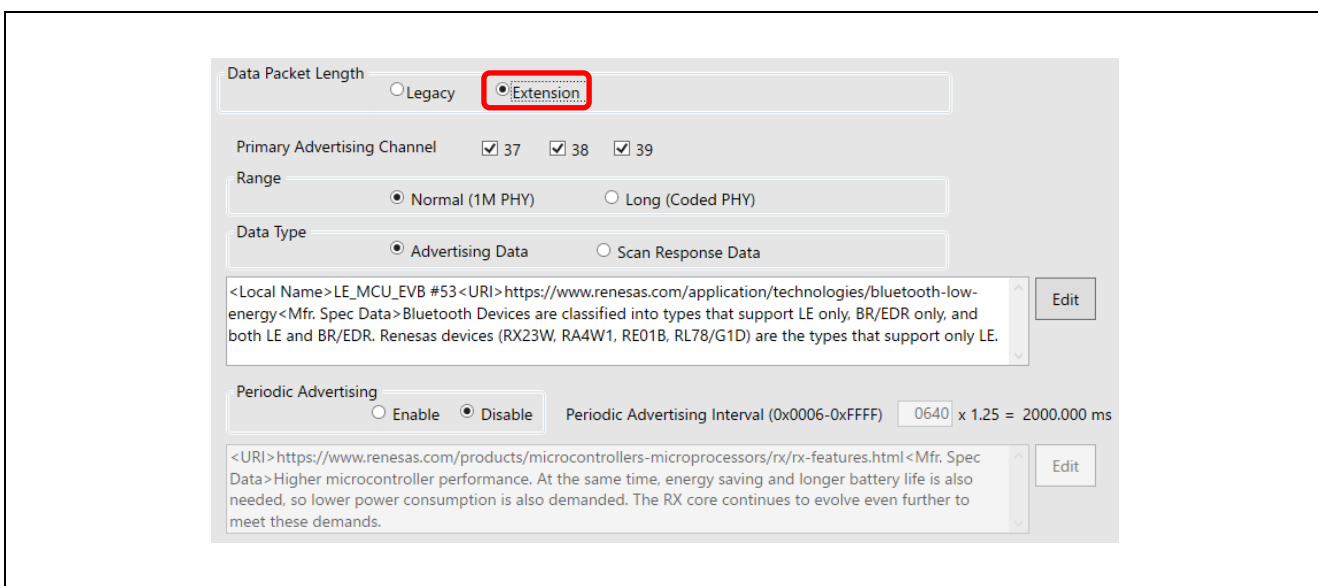 Data Packet Length
Legacy Extension
Primary Advertising Channel 37 38 39
Range
Normal (1M PHY) Long (Coded PHY)
Data Type
Advertising Data Scan Response Data
<Local Name>LE_MCU_EVB #53<URI>https://www.renesas.com/application/technologies/bluetooth-low-
energy<Mfr. Spec Data>Bluetooth Devices are classified into types that support LE only, BR/EDR only, and
both LE and BR/EDR. Renesas devices (RX23W, RA4W1, RE01B, RL78/G1D) are the types that support only LE.
Edit
Periodic Advertising
Enable Disable Periodic Advertising Interval (0x0006-0xFFFF) 0640 x 1.25 = 2000.000 ms
<URI>https://www.renesas.com/products/microcontrollers-microprocessors/rx/rx-features.html<Mfr. Spec
Data>Higher microcontroller performance. At the same time, energy saving and longer battery life is also
needed, so lower power consumption is also demanded. The RX core continues to evolve even further to
meet these demands.
Edit